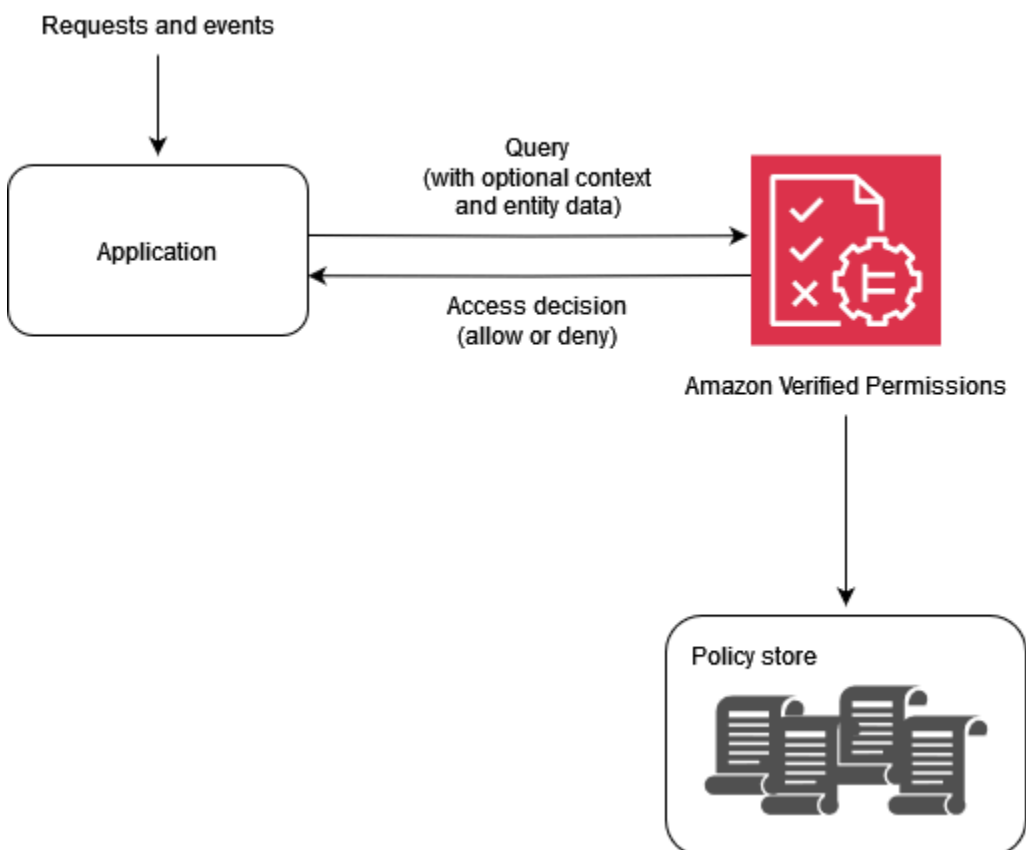 Requests and events
Query
(with optional context
and entity data)
Application
Access decision
(allow or deny)
Amazon Verified Permissions
Policy store